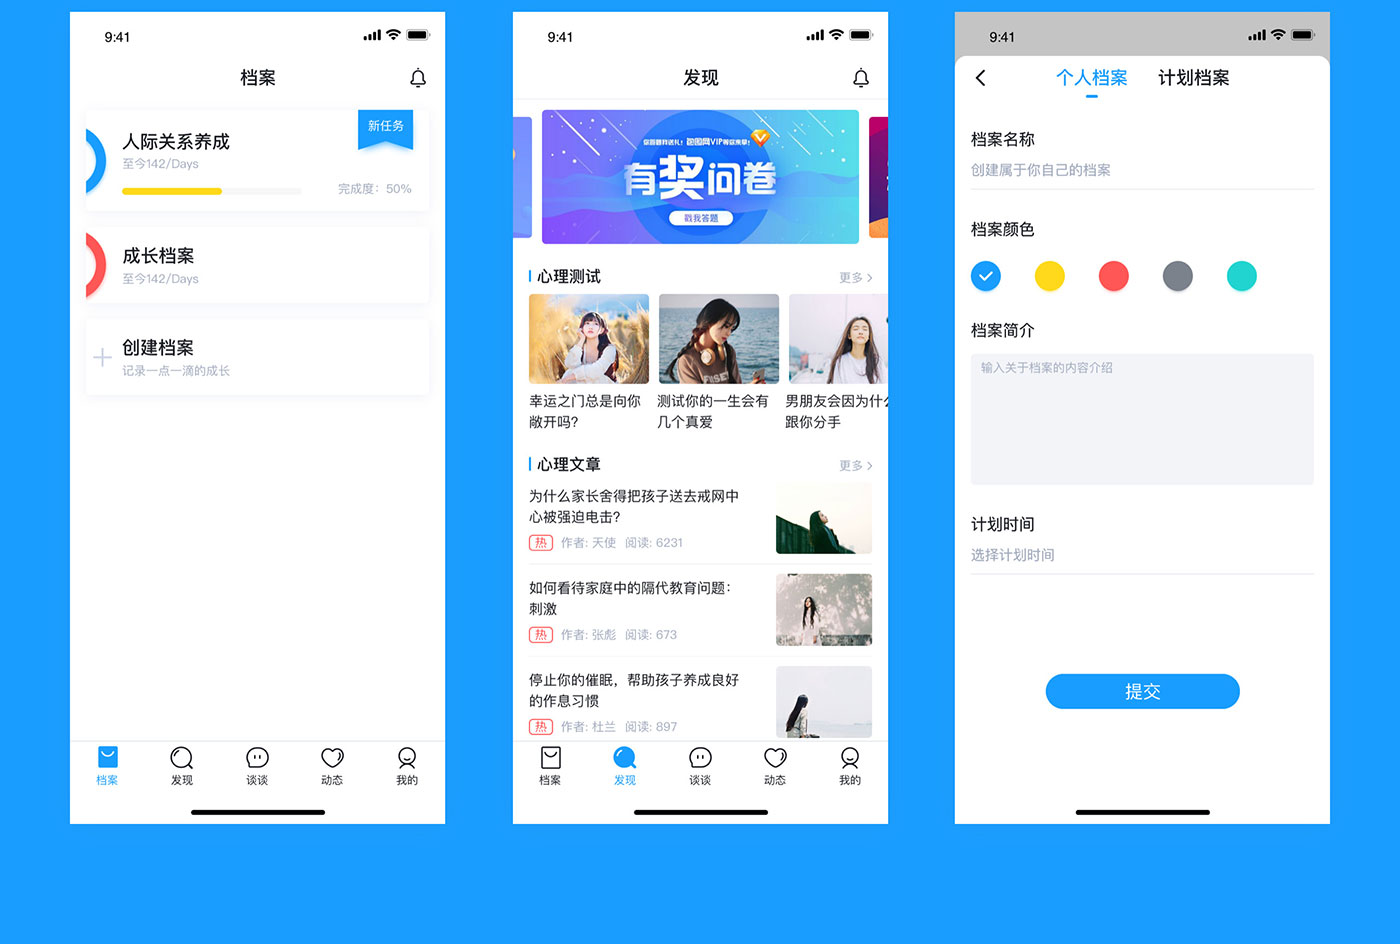 9:41
档案
人际关系养成
至今142/Days
新任务
完成度：50%
成长档案
至今142/Days
创建档案
记录一点一滴的成长
档案
发现
谈谈
动态
我的
9:41
发现
有奖问卷
戳我答题
心理测试
更多
幸运之门总是向你
敞开吗?
测试你的一生会有
几个真爱
男朋友会因为什么
跟你分手
心理文章
更多
为什么家长舍得把孩子送去戒网中
心被强迫电击?
热 作者: 天使 阅读: 6231
如何看待家庭中的隔代教育问题：
刺激
热 作者: 张彪 阅读: 673
停止你的催眠，帮助孩子养成良好
的作息习惯
热 作者: 杜兰 阅读: 897
档案
发现
谈谈
动态
我的
9:41
个人档案
计划档案
档案名称
创建属于你自己的档案
档案颜色
档案简介
输入关于档案的内容介绍
计划时间
选择计划时间
提交